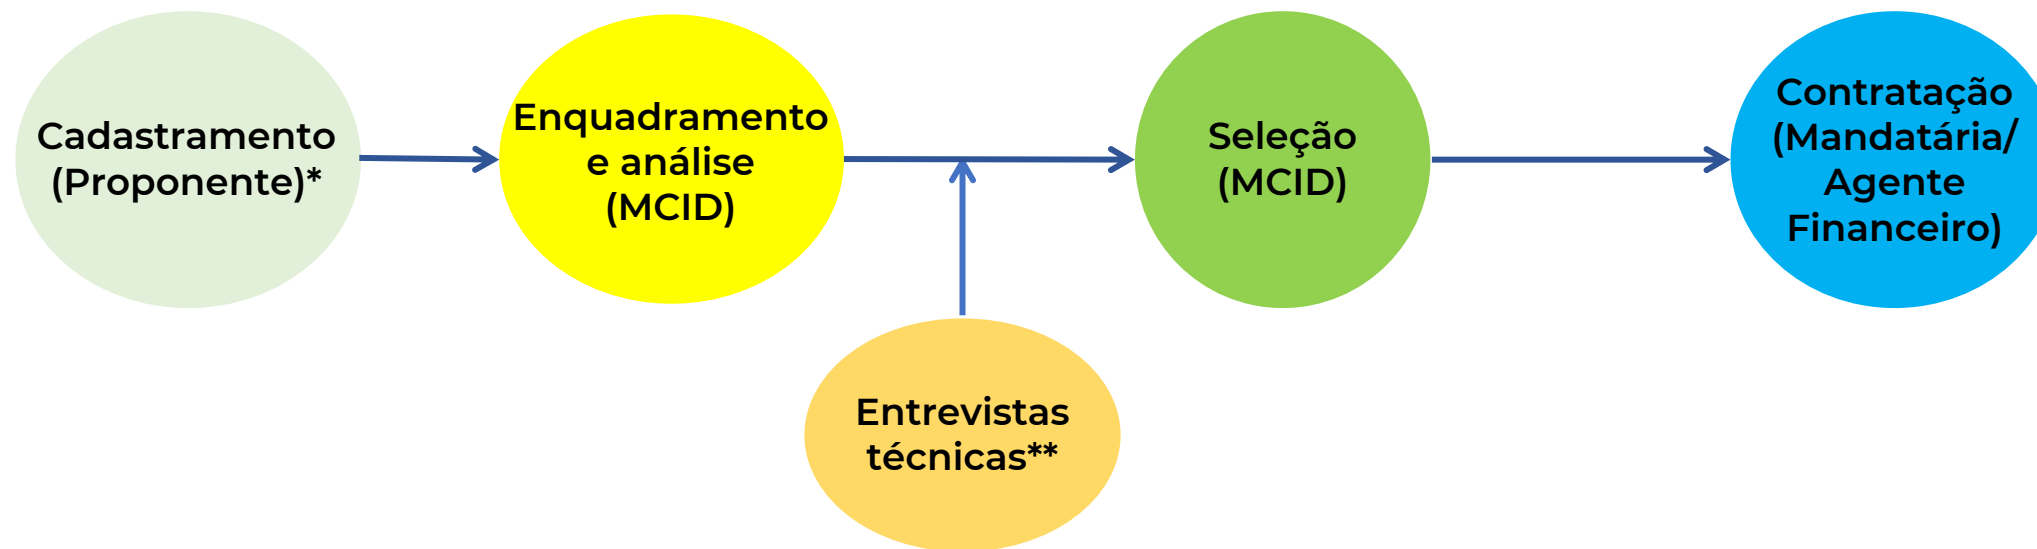 Cadastramento
(Proponente)*
Enquadramento
e análise
(MCID)
Seleção
(MCID)
Contratação
(Mandatária/
Agente
Financeiro)
Entrevistas
técnicas**